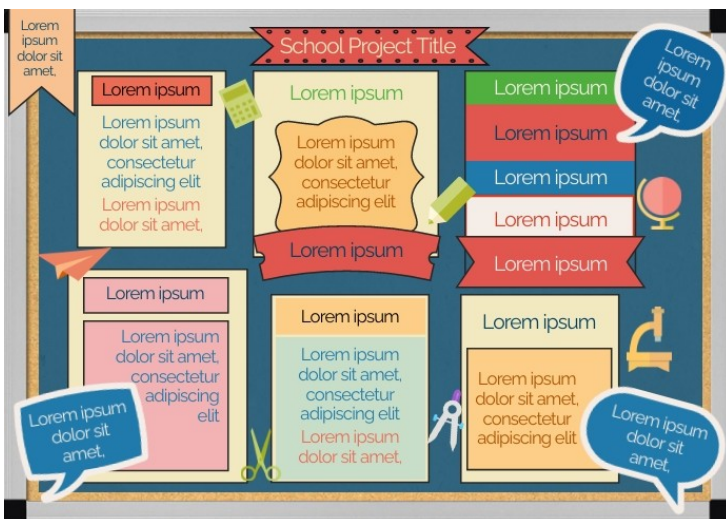 Lorem
ipsum
dolor sit
amet,
School Project Title
Lorem
ipsum
dolor sit
amet,
Lorem ipsum
Lorem ipsum
dolor sit amet,
consectetur
adipiscing elit
Lorem ipsum
dolor sit amet,
Lorem ipsum
Lorem ipsum
dolor sit amet,
consectetur
adipiscing elit
Lorem ipsum
Lorem ipsum
Lorem ipsum
Lorem ipsum
Lorem ipsum
Lorem ipsum
Lorem ipsum
Lorem ipsum
dolor sit amet,
consectetur
adipiscing
elit
Lorem ipsum
dolor sit
amet,
Lorem ipsum
Lorem ipsum
dolor sit amet,
consectetur
adipiscing elit
Lorem ipsum
dolor sit amet,
Lorem ipsum
Lorem ipsum
dolor sit amet,
consectetur
adipiscing elit
Lorem ipsum
dolor sit
amet,